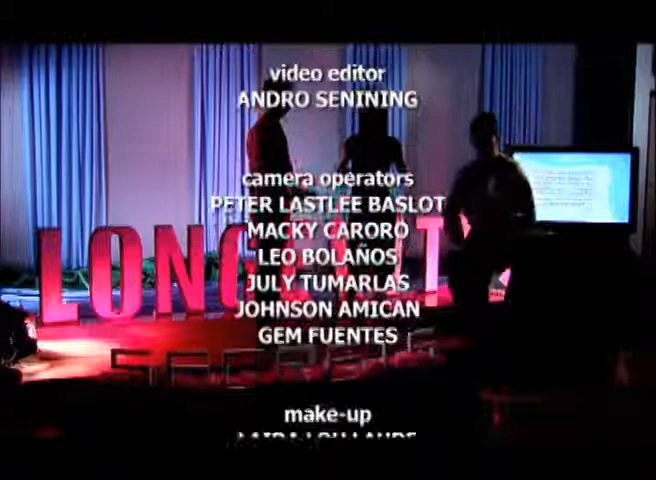 video editor
ANDRO SENINING
camera operators
PETER LASTLEE BASLOT
MACKY CARORO
LEO BOLAÑOS
JULY TUMARLAS
JOHNSON AMICAN
GEM FUENTES
make-up